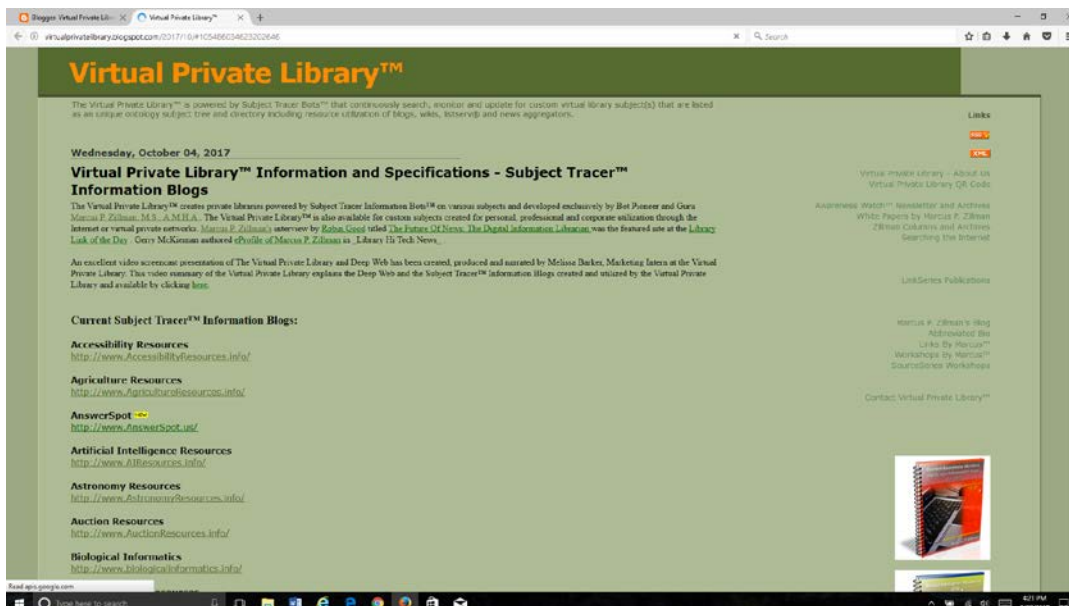 Blogger: Virtual Private Libr
Virtual Private Library™
virtualprivatelibrary.blogspot.com/2017/10/#105486034623202646
Search
Virtual Private Library™
The Virtual Private Library™ is powered by Subject Tracer Bots™ that continuously search, monitor and update for custom virtual library subject(s) that are listed
as an unique ontology subject tree and directory including resource utilization of blogs, wikis, listservs and news aggregators.
Links
XML
Wednesday, October 04, 2017
Virtual Private Library™ Information and Specifications - Subject Tracer™
Information Blogs
The Virtual Private Library™ creates private libraries powered by Subject Tracer Information Bots™ on various subjects and developed exclusively by Bot Pioneer and Guru
Marcus P. Zillman, M.S., A.M.H.A.. The Virtual Private Library™ is also available for custom subjects created for personal, professional and corporate utilization through the
Internet or virtual private networks. Marcus P. Zillman's interview by Robin Good titled The Future Of News: The Digital Information Librarian was the featured site at the Library
Link of the Day . Gerry McKiernan authored eProfile of Marcus P. Zillman in _Library Hi Tech News_ .
An excellent video screencast presentation of The Virtual Private Library and Deep Web has been created, produced and narrated by Melissa Barker, Marketing Intern at the Virtual
Private Library. This video summary of the Virtual Private Library explains the Deep Web and the Subject Tracer™ Information Blogs created and utilized by the Virtual Private
Library and available by clicking here.
Current Subject Tracer™ Information Blogs:
Accessibility Resources
http://www.AccessibilityResources.info/
Agriculture Resources
http://www.AgricultureResources.info/
AnswerSpot
http://www.AnswerSpot.us/
Artificial Intelligence Resources
http://www.AIResources.info/
Astronomy Resources
http://www.AstronomyResources.info/
Auction Resources
http://www.AuctionResources.info/
Biological Informatics
http://www.biologicalinformatics.info/
Virtual Private Library - About Us
Virtual Private Library QR Code
Awareness Watch™ Newsletter and Archives
White Papers by Marcus P. Zillman
Zillman Columns and Archives
Searching the Internet
LinkSeries Publications
Marcus P. Zillman's Blog
Abbreviated Bio
Links By Marcus™
Workshops by Marcus™
SourceSeries Workshops
Contact Virtual Private Library™
Read apis.google.com
Type here to search
4:21 PM